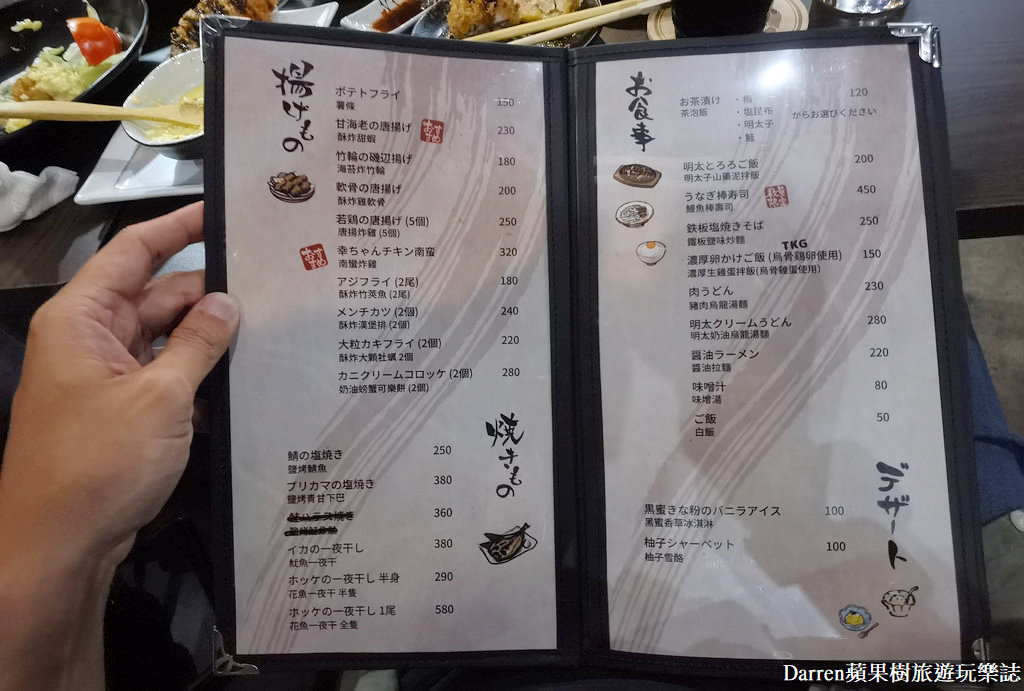 揚げもの
ポテトフライ 150
薯條
甘海老の唐揚げ おすすめ 230
酥炸甜蝦
竹輪の磯辺揚げ 180
海苔炸竹輪
軟骨の唐揚げ 200
酥炸雞軟骨
若鶏の唐揚げ (5個) 250
唐揚炸雞 (5個)
おすすめ 幸ちゃんチキン南蛮 320
南蠻炸雞
アジフライ (2尾) 180
酥炸竹莢魚 (2尾)
メンチカツ (2個) 240
酥炸漢堡排 (2個)
大粒カキフライ (2個) 220
酥炸大顆牡蠣 2個
カニクリームコロッケ (2個) 280
奶油螃蟹可樂餅 (2個)
焼きもの
鯖の塩焼き 250
鹽烤鯖魚
ブリカマの塩焼き 380
鹽烤青甘下巴
鮭ハラス焼き 360
イカの一夜干し 380
魷魚一夜干
ホッケの一夜干し 半身 290
花魚一夜干 半隻
ホッケの一夜干し 1尾 580
花魚一夜干 全隻
お食事
お茶漬け ・梅 120
茶泡飯 ・塩昆布 からお選びください
・明太子
・鮭
明太とろろご飯 200
明太子山藥泥拌飯
うなぎ棒寿司 450
鰻魚棒壽司
鉄板塩焼きそば 250
鐵板鹽味炒麵
TKG
濃厚卵かけご飯 (烏骨鶏卵使用) 150
濃厚生雞蛋拌飯(烏骨雞蛋使用)
肉うどん 230
豬肉烏龍湯麵
明太クリームうどん 280
明太奶油烏龍湯麵
醤油ラーメン 220
醬油拉麵
味噌汁 80
味增湯
ご飯 50
白飯
デザート
黒蜜きな粉のバニラアイス 100
黑蜜香草冰淇淋
柚子シャーベット 100
柚子雪酪
Darren蘋果樹旅遊玩樂誌